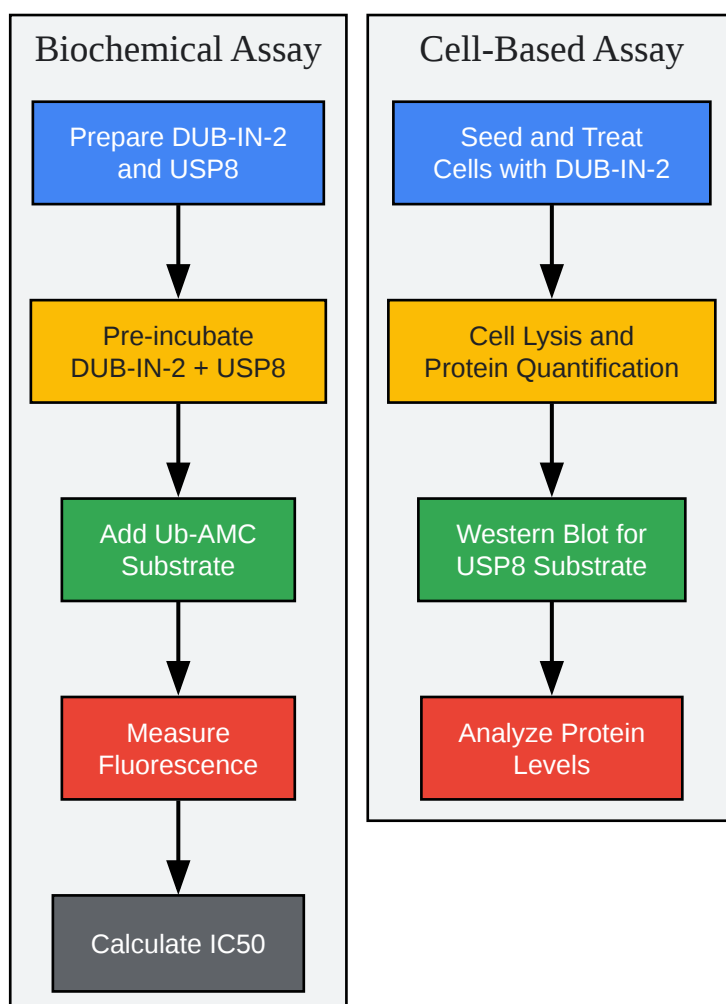 Biochemical Assay
Prepare DUB-IN-2
and USP8
Pre-incubate
DUB-IN-2 + USP8
Add Ub-AMC
Substrate
Measure
Fluorescence
Calculate IC50
Cell-Based Assay
Seed and Treat
Cells with DUB-IN-2
Cell Lysis and
Protein Quantification
Western Blot for
USP8 Substrate
Analyze Protein
Levels